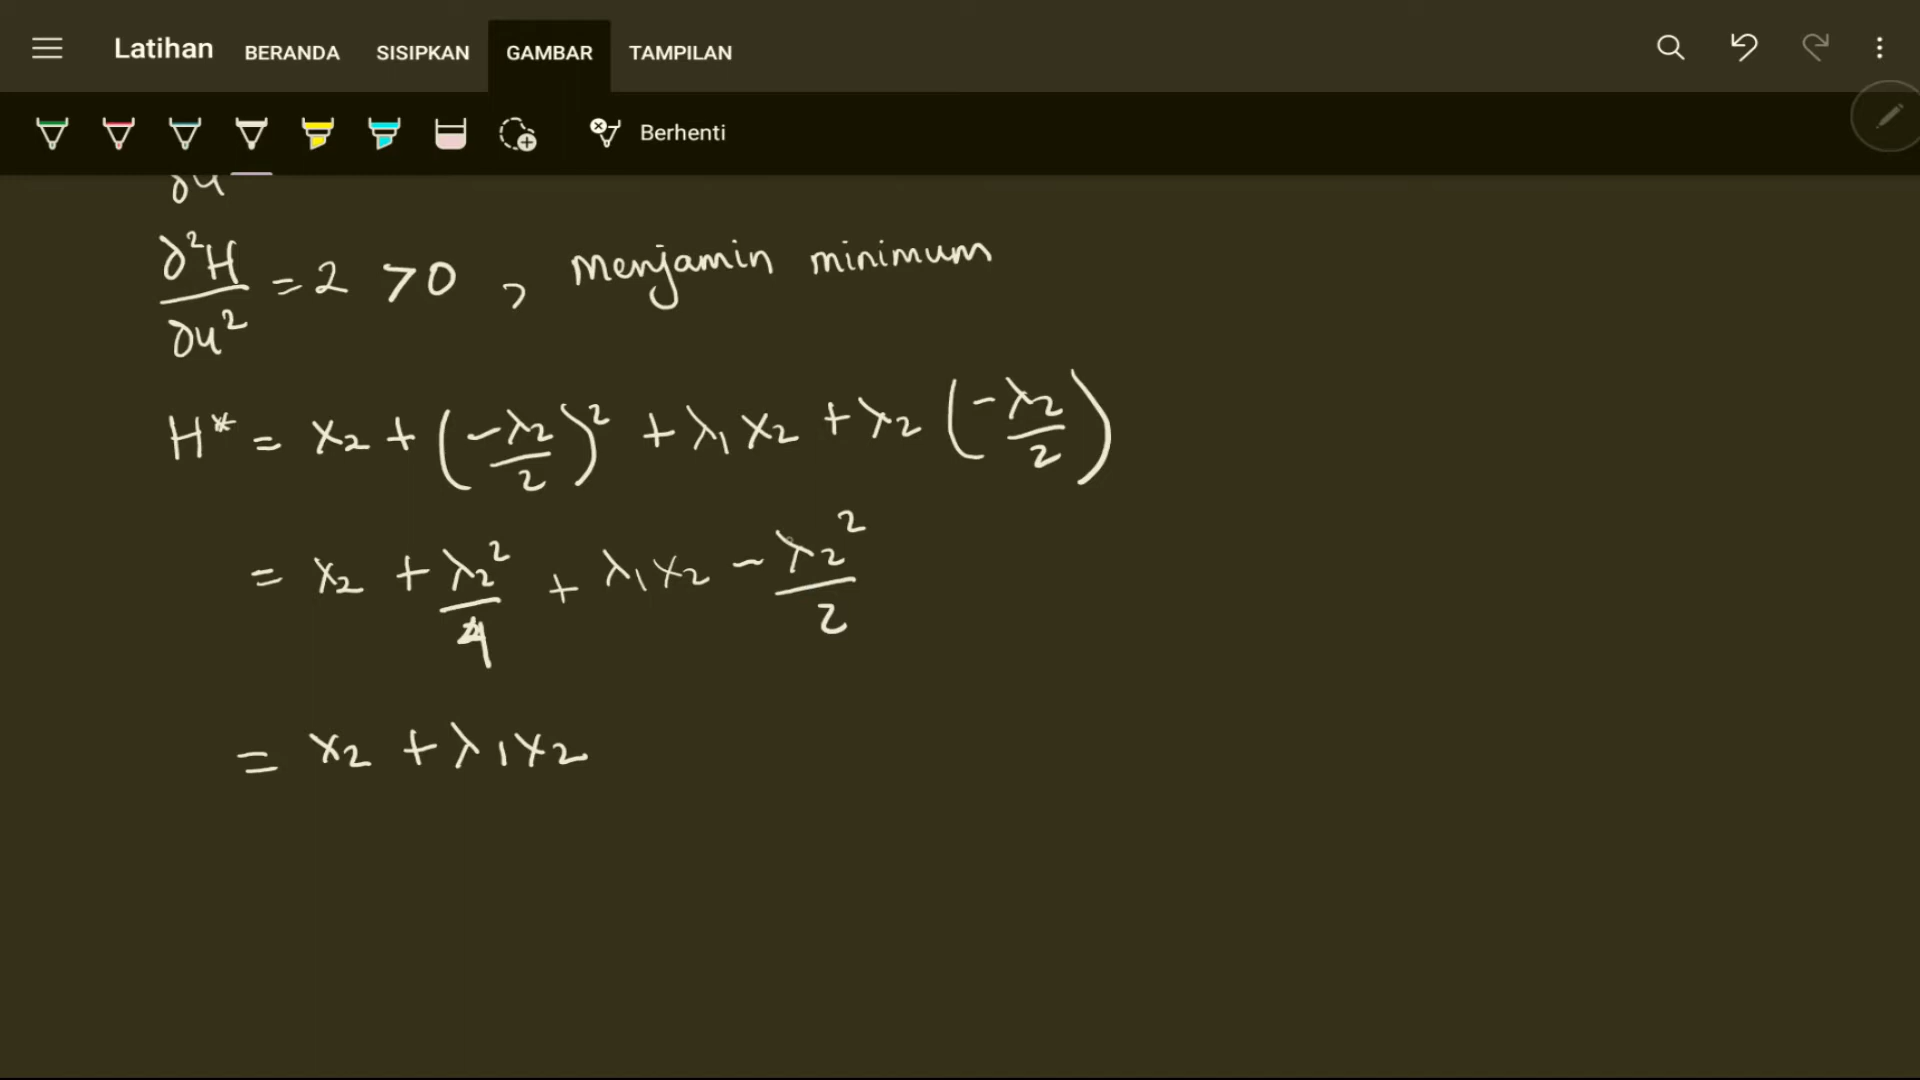 Latihan BERANDA SISIPKAN GAMBAR TAMPILAN
Berhenti
∂u
∂²H/∂u² = 2 > 0 , Menjamin minimum
H* = x₂ + (-λ₂/2)² + λ₁x₂ + λ₂(-λ₂/2)
= x₂ + λ₂²/4 + λ₁x₂ - λ₂²/2
= x₂ + λ₁x₂